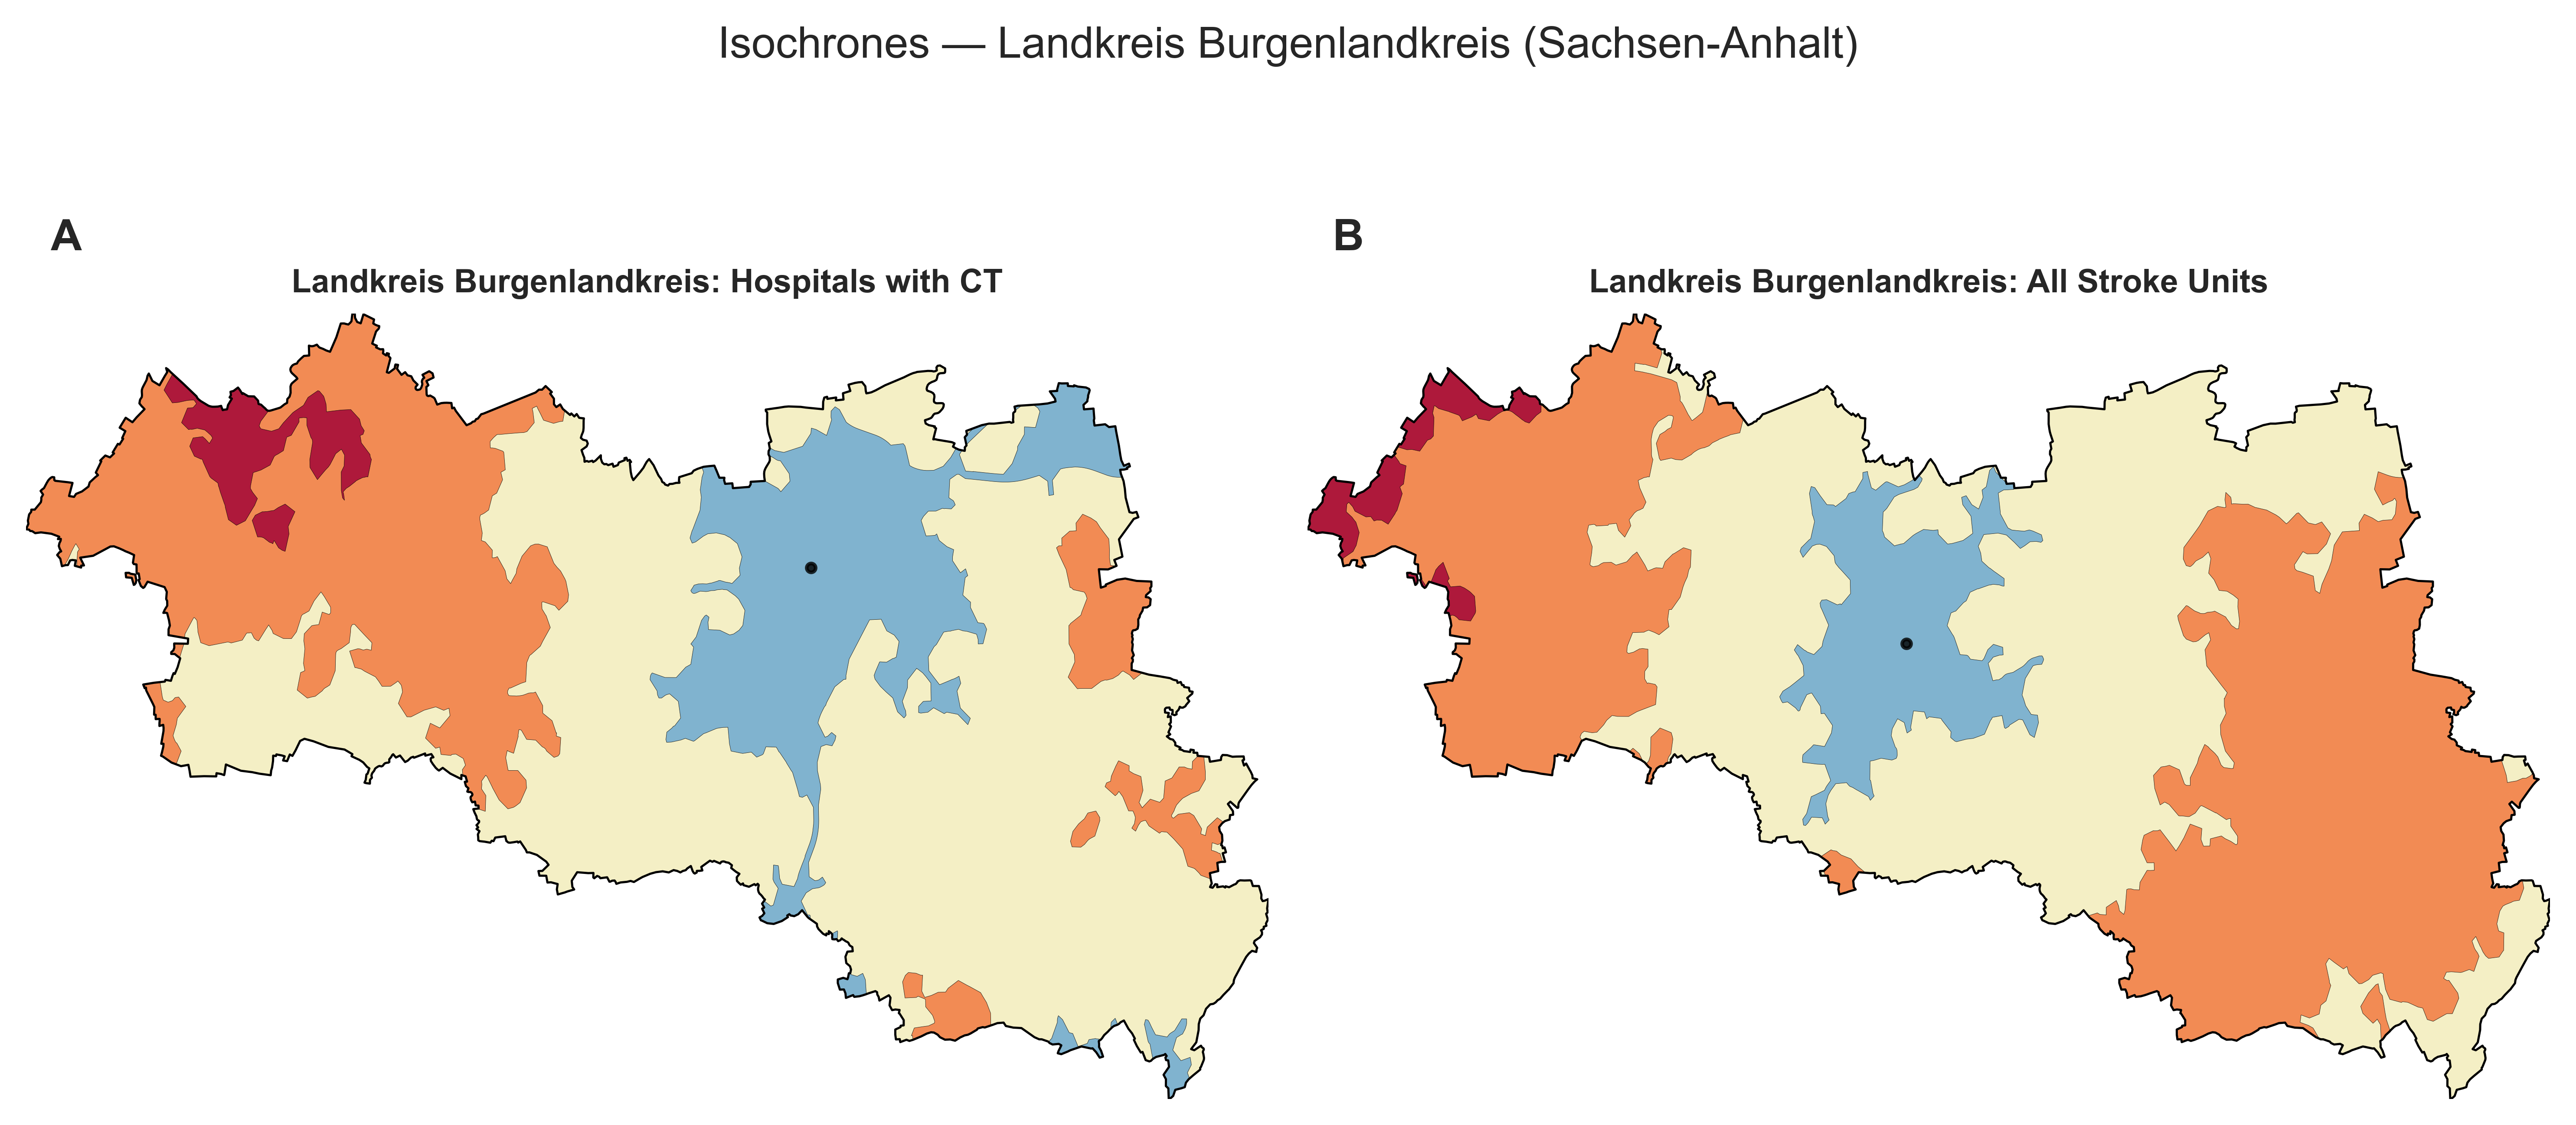 Isochrones — Landkreis Burgenlandkreis (Sachsen-Anhalt)
A
Landkreis Burgenlandkreis: Hospitals with CT
B
Landkreis Burgenlandkreis: All Stroke Units